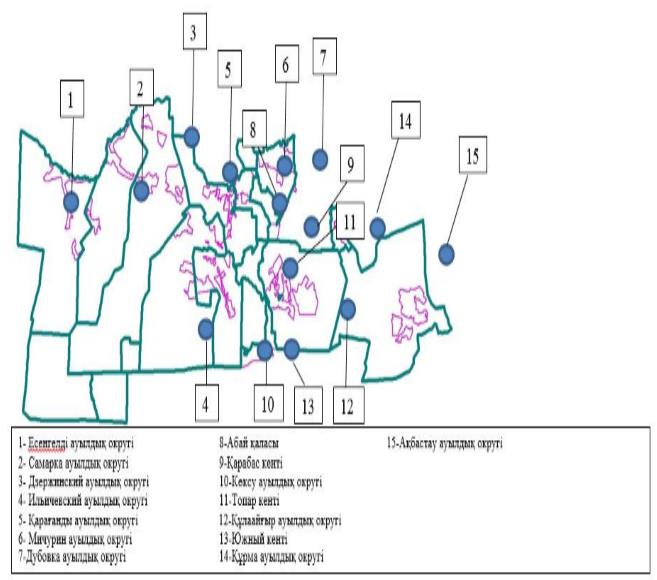 3
7
2
5
6
1
8
14
9
15
11
4
10
13
12
1- Есенгелді ауылдық округі
2- Самарка ауылдық округі
3- Дзержинский ауылдық округі
4- Ильичевский ауылдық округі
5- Қарағанды ауылдық округі
6- Мичурин ауылдық округі
7-Дубовка ауылдық округі
8-Абай қаласы
9-Қарабас кенті
10-Көксу ауылдық округі
11-Топар кенті
12-Құлаайғыр ауылдық округі
13-Южный кенті
14-Құрма ауылдық округі
15-Ақбастау ауылдық округі